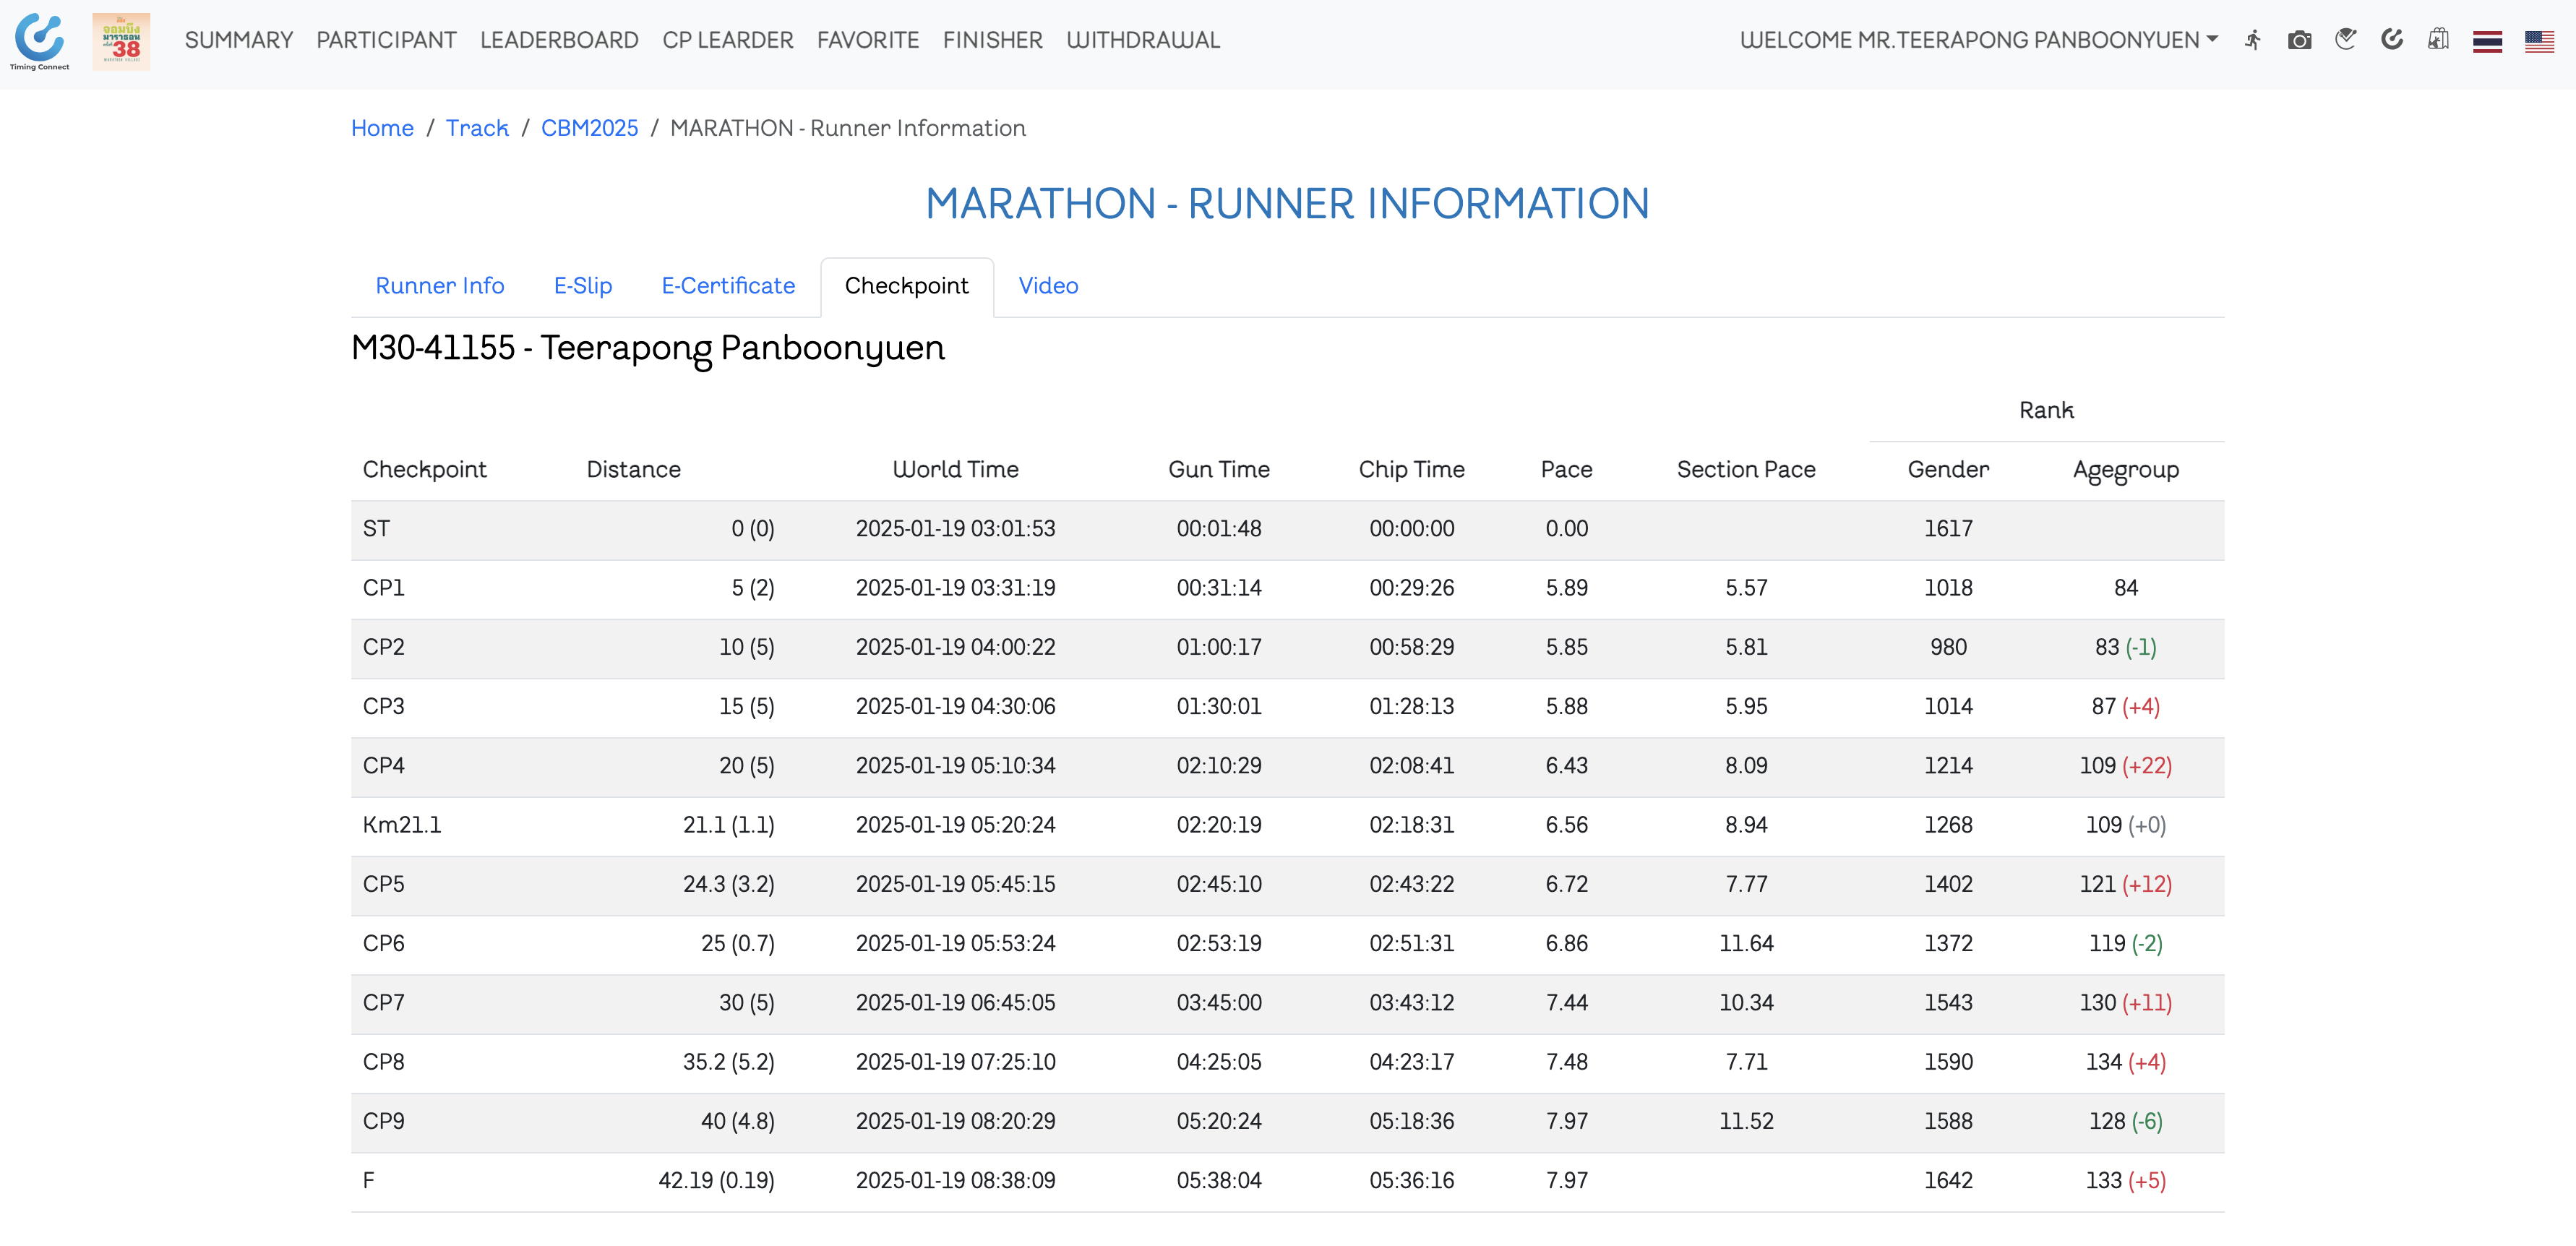 Timing Connect
จอมบึง
มาราธอน
38
SUMMARY PARTICIPANT LEADERBOARD CP LEARDER FAVORITE FINISHER WITHDRAWAL WELCOME MR.TEERAPONG PANBOONYUEN
Home / Track / CBM2025 / MARATHON - Runner Information
MARATHON - RUNNER INFORMATION
Runner Info E-Slip E-Certificate Checkpoint Video
M30-41155 - Teerapong Panboonyuen
Rank
Checkpoint Distance World Time Gun Time Chip Time Pace Section Pace Gender Agegroup
ST 0 (0) 2025-01-19 03:01:53 00:01:48 00:00:00 0.00 1617
CP1 5 (2) 2025-01-19 03:31:19 00:31:14 00:29:26 5.89 5.57 1018 84
CP2 10 (5) 2025-01-19 04:00:22 01:00:17 00:58:29 5.85 5.81 980 83 (-1)
CP3 15 (5) 2025-01-19 04:30:06 01:30:01 01:28:13 5.88 5.95 1014 87 (+4)
CP4 20 (5) 2025-01-19 05:10:34 02:10:29 02:08:41 6.43 8.09 1214 109 (+22)
Km21.1 21.1 (1.1) 2025-01-19 05:20:24 02:20:19 02:18:31 6.56 8.94 1268 109 (+0)
CP5 24.3 (3.2) 2025-01-19 05:45:15 02:45:10 02:43:22 6.72 7.77 1402 121 (+12)
CP6 25 (0.7) 2025-01-19 05:53:24 02:53:19 02:51:31 6.86 11.64 1372 119 (-2)
CP7 30 (5) 2025-01-19 06:45:05 03:45:00 03:43:12 7.44 10.34 1543 130 (+11)
CP8 35.2 (5.2) 2025-01-19 07:25:10 04:25:05 04:23:17 7.48 7.71 1590 134 (+4)
CP9 40 (4.8) 2025-01-19 08:20:29 05:20:24 05:18:36 7.97 11.52 1588 128 (-6)
F 42.19 (0.19) 2025-01-19 08:38:09 05:38:04 05:36:16 7.97 1642 133 (+5)